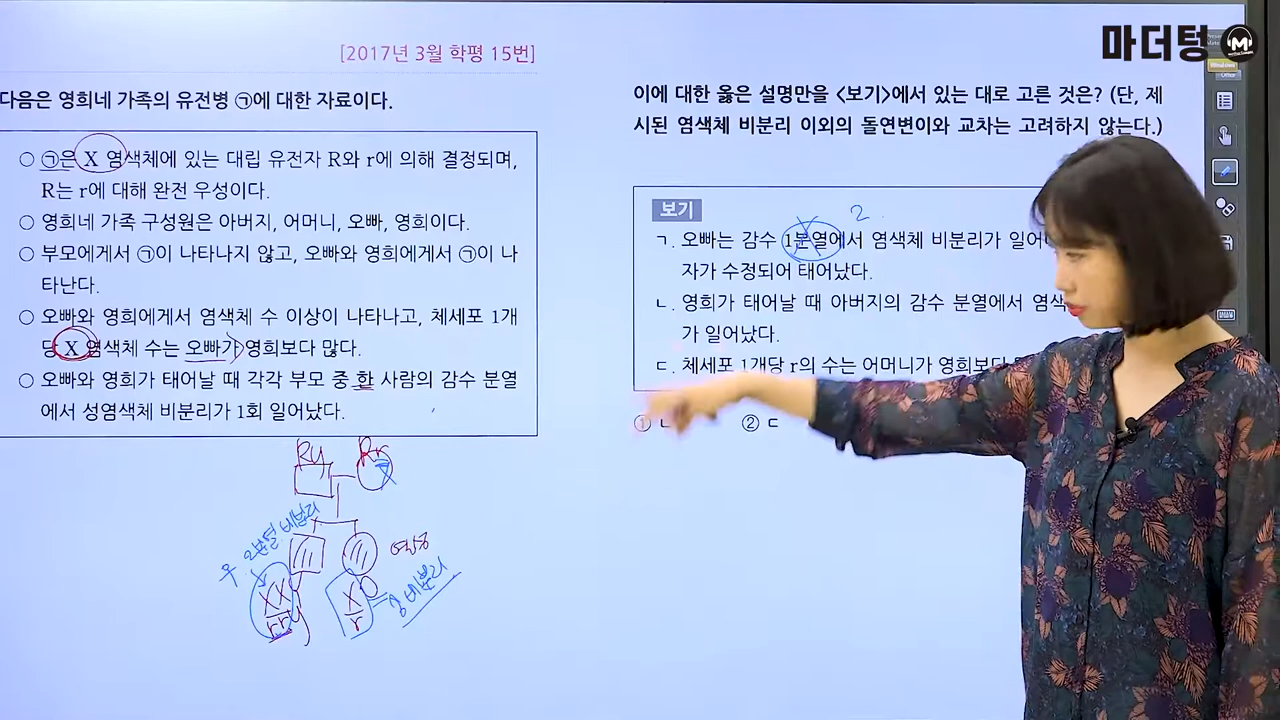 마더텅
[2017년 3월 학평 15번]
다음은 영희네 가족의 유전병 ㉠에 대한 자료이다.
○ ㉠은 X 염색체에 있는 대립 유전자 R와 r에 의해 결정되며,
R는 r에 대해 완전 우성이다.
○ 영희네 가족 구성원은 아버지, 어머니, 오빠, 영희이다.
○ 부모에게서 ㉠이 나타나지 않고, 오빠와 영희에게서 ㉠이 나
타난다.
○ 오빠와 영희에게서 염색체 수 이상이 나타나고, 체세포 1개
당 X 염색체 수는 오빠가 영희보다 많다.
○ 오빠와 영희가 태어날 때 각각 부모 중 한 사람의 감수 분열
에서 성염색체 비분리가 1회 일어났다.
Ry Rr
2분열 비분리
우
영희
XX X
rr r
비분리
이에 대한 옳은 설명만을 <보기>에서 있는 대로 고른 것은? (단, 제
시된 염색체 비분리 이외의 돌연변이와 교차는 고려하지 않는다.)
보기
2
ㄱ. 오빠는 감수 1분열에서 염색체 비분리가
자가 수정되어 태어났다.
ㄴ. 영희가 태어날 때 아버지의 감수 분열에서
가 일어났다.
ㄷ. 체세포 1개당 r의 수는 어머니가 영희보다
① ② ㄷ